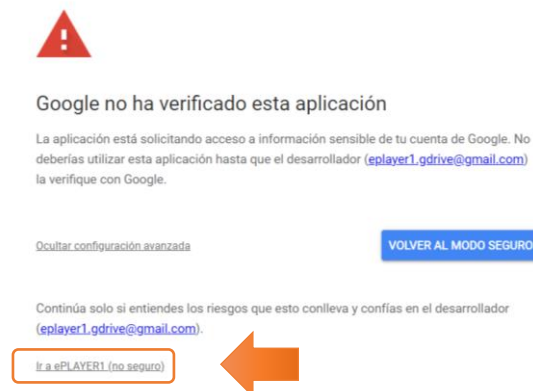 Google no ha verificado esta aplicación
La aplicación está solicitando acceso a información sensible de tu cuenta de Google. No
deberías utilizar esta aplicación hasta que el desarrollador (eplayer1.gdrive@gmail.com)
la verifique con Google.
Ocultar configuración avanzada
VOLVER AL MODO SEGURO
Continúa solo si entiendes los riesgos que esto conlleva y confías en el desarrollador
(eplayer1.gdrive@gmail.com).
Ir a ePLAYER1 (no seguro)